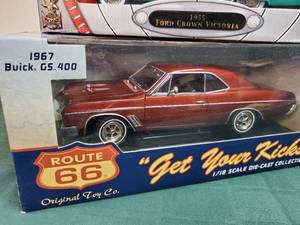 1955
FORD CROWN VICTORIA
1967
Buick. GS.400
ROUTE
66
Original Toy Co.
"Get Your Kicks
1/18 SCALE DIE-CAST COLLECTI